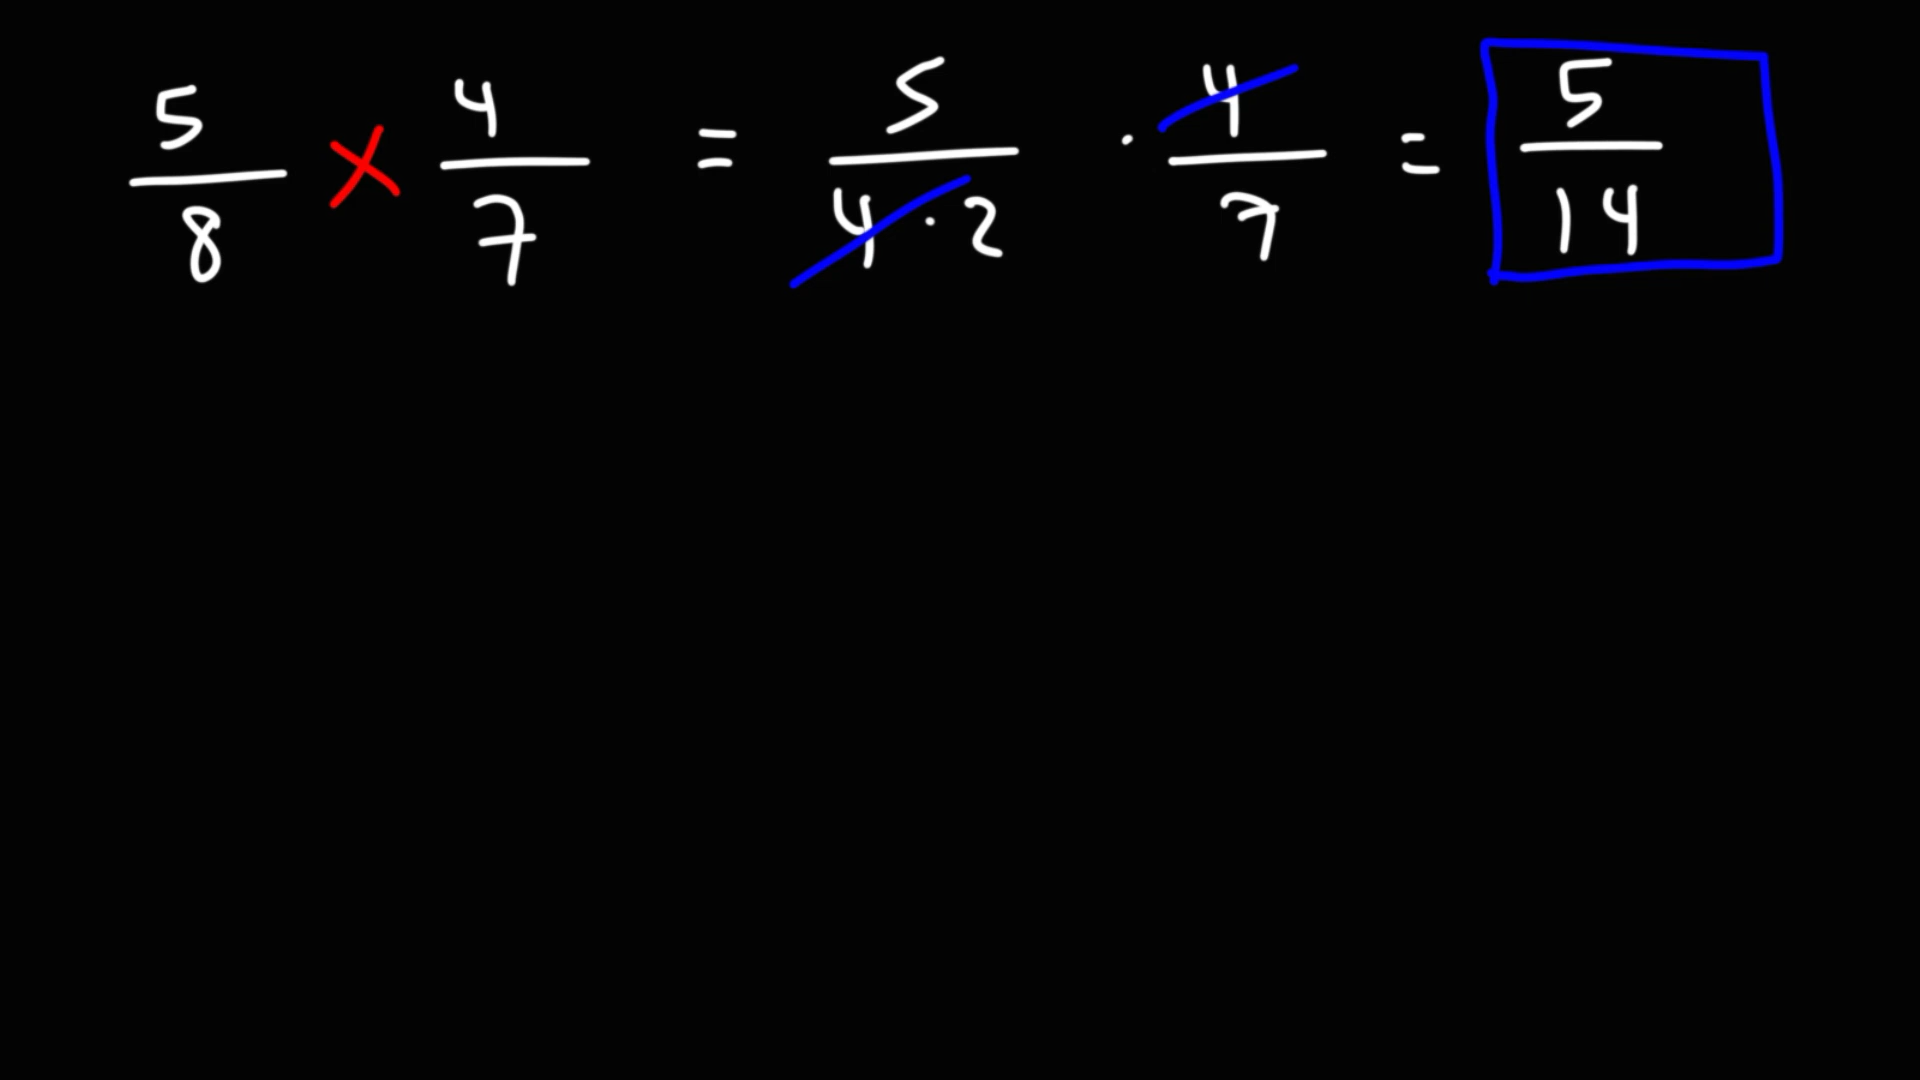 5/8 × 4/7 = 5/(4 · 2) · 4/7 = 5/14